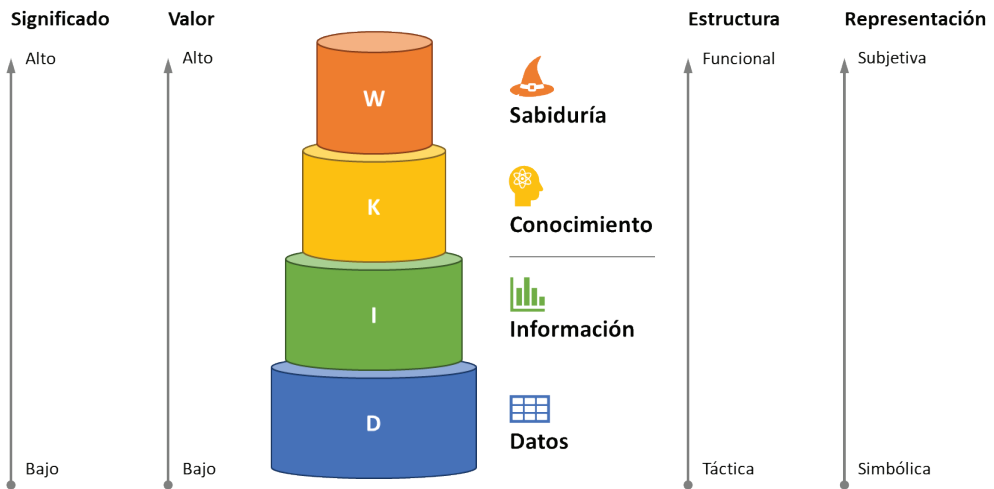 Significado
Valor
Estructura
Representación
Alto
Alto
Funcional
Subjetiva
W
Sabiduría
K
Conocimiento
I
Información
D
Datos
Bajo
Bajo
Táctica
Simbólica